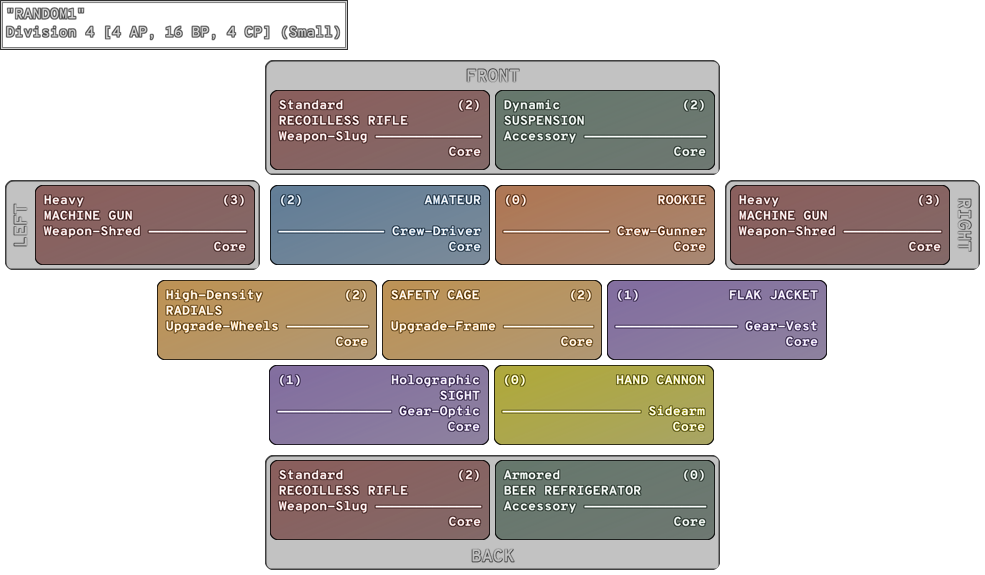 "RANDOM1"
Division 4 [4 AP, 16 BP, 4 CP] (Small)
FRONT
Standard (2)
RECOILLESS RIFLE
Weapon-Slug
Core
Dynamic (2)
SUSPENSION
Accessory
Core
LEFT
Heavy (3)
MACHINE GUN
Weapon-Shred
Core
(2) AMATEUR
Crew-Driver
Core
(0) ROOKIE
Crew-Gunner
Core
Heavy (3)
MACHINE GUN
Weapon-Shred
Core
RIGHT
High-Density (2)
RADIALS
Upgrade-Wheels
Core
SAFETY CAGE (2)
Upgrade-Frame
Core
(1) FLAK JACKET
Gear-Vest
Core
(1) Holographic
SIGHT
Gear-Optic
Core
(0) HAND CANNON
Sidearm
Core
Standard (2)
RECOILLESS RIFLE
Weapon-Slug
Core
Armored (0)
BEER REFRIGERATOR
Accessory
Core
BACK